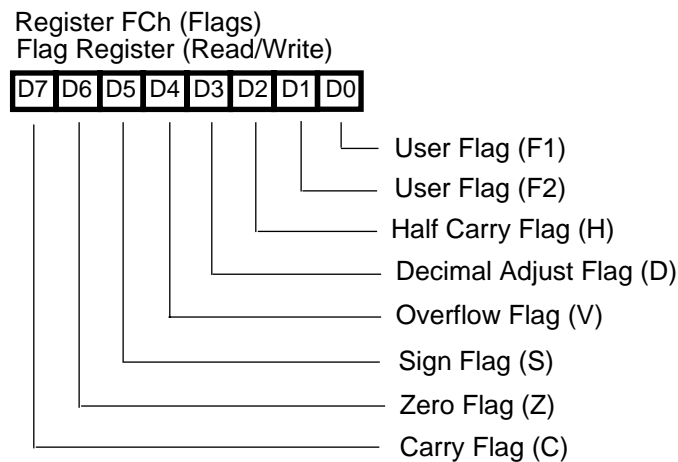 Register FCh (Flags)
Flag Register (Read/Write)
D7 D6 D5 D4 D3 D2 D1 D0
User Flag (F1)
User Flag (F2)
Half Carry Flag (H)
Decimal Adjust Flag (D)
Overflow Flag (V)
Sign Flag (S)
Zero Flag (Z)
Carry Flag (C)